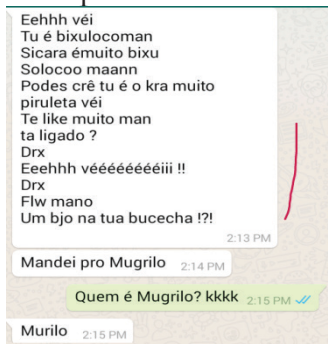 Eehhh véi
Tu é bixulocoman
Sicara émuito bixu
Solocoo maann
Podes crê tu é o kra muito
piruleta véi
Te like muito man
ta ligado ?
Drx
Eeehhh véééééééëiii !!
Drx
Flw mano
Um bjo na tua bucecha !?!
2:13 PM
Mandei pro Mugrilo 2:14 PM
Quem é Mugrilo? kkkk 2:15 PM
Murilo 2:15 PM